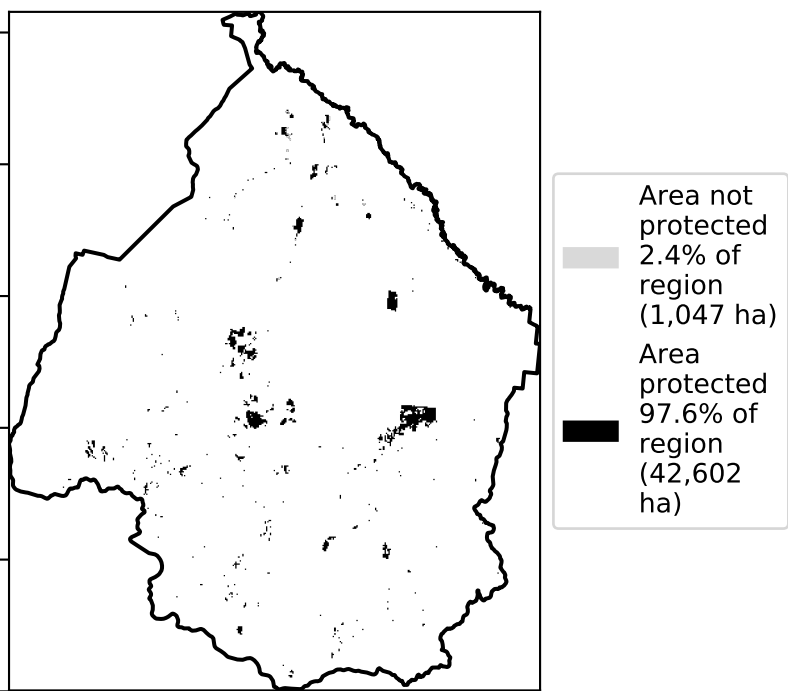 Area not
protected
2.4% of
region
(1,047 ha)
Area
protected
97.6% of
region
(42,602
ha)